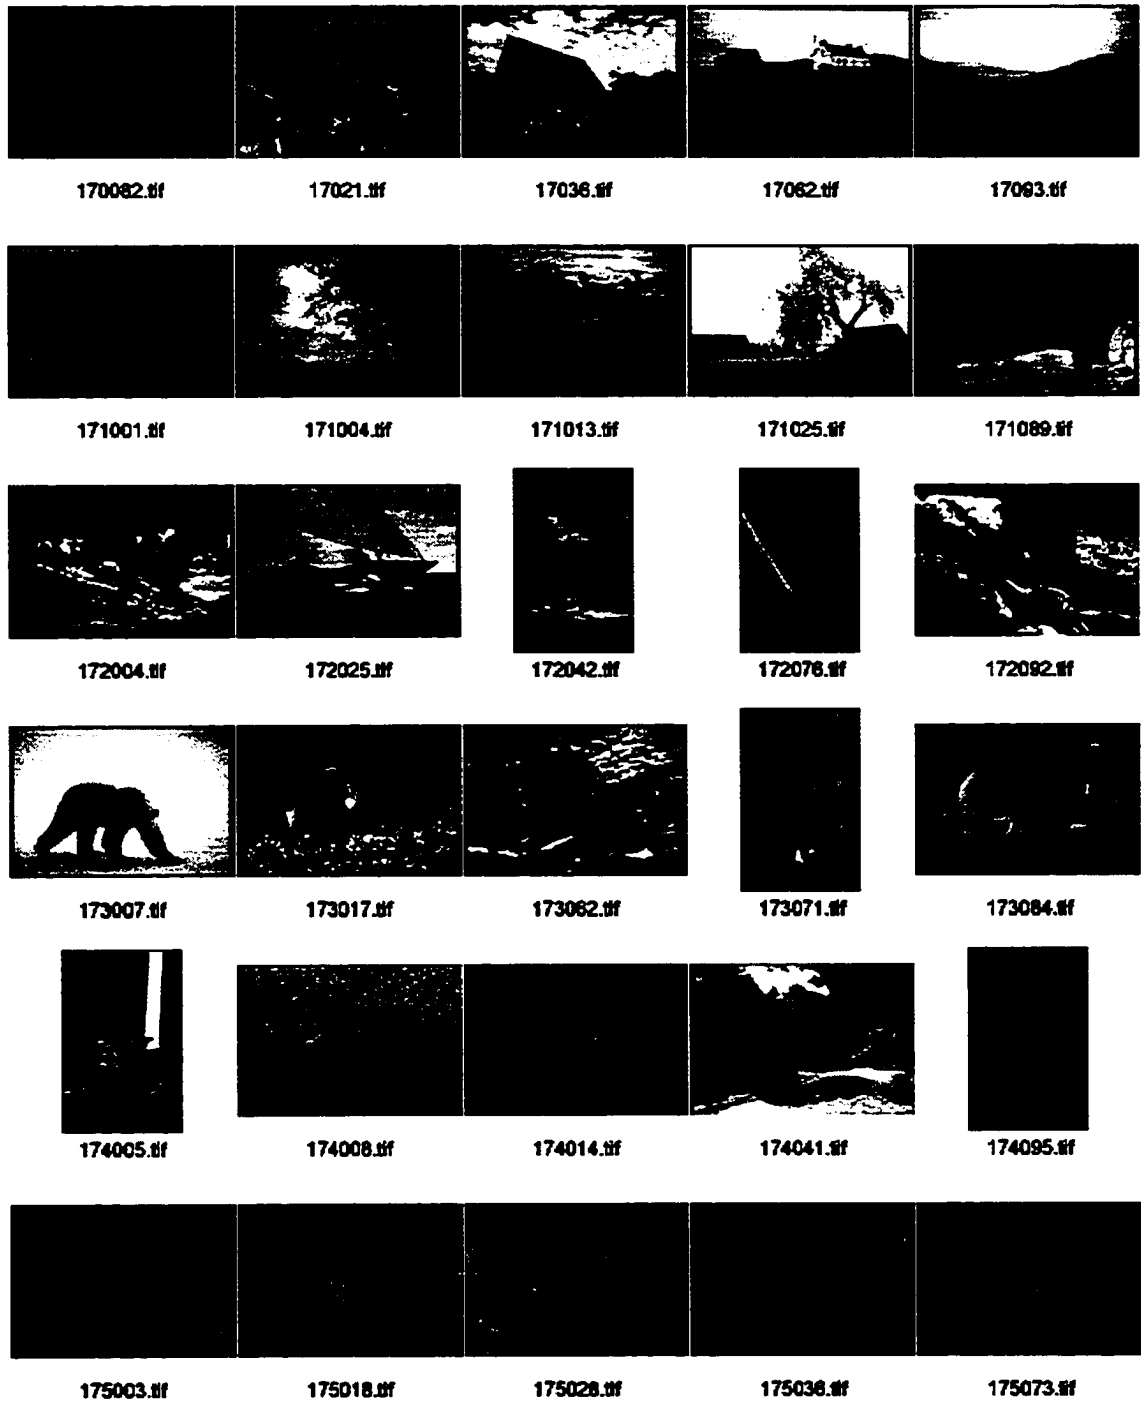 170082.tif 17021.tif 17036.tif 17062.tif 17093.tif
171001.tif 171004.tif 171013.tif 171025.tif 171089.tif
172004.tif 172025.tif 172042.tif 172076.tif 172092.tif
173007.tif 173017.tif 173062.tif 173071.tif 173084.tif
174005.tif 174008.tif 174014.tif 174041.tif 174095.tif
175003.tif 175018.tif 175028.tif 175036.tif 175073.tif